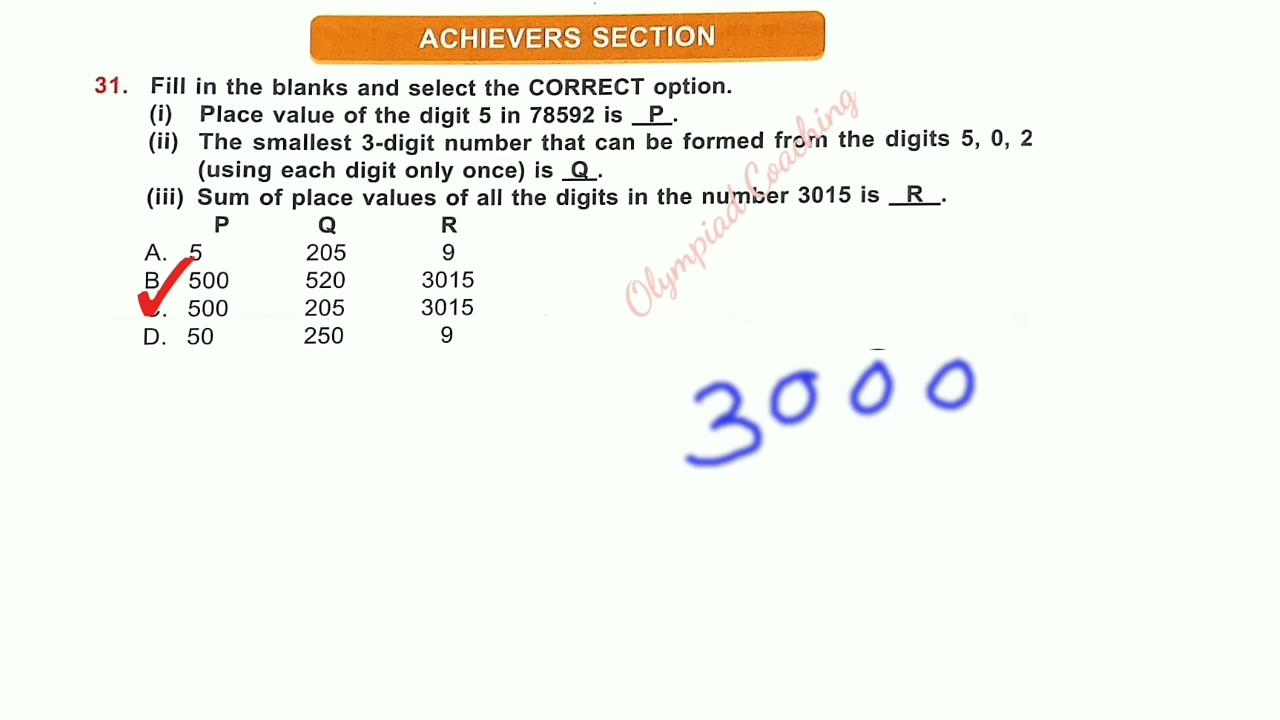 ACHIEVERS SECTION
31. Fill in the blanks and select the CORRECT option.
(i) Place value of the digit 5 in 78592 is __P__.
(ii) The smallest 3-digit number that can be formed from the digits 5, 0, 2
(using each digit only once) is __Q__.
(iii) Sum of place values of all the digits in the number 3015 is __R__.
P Q R
A. 5 205 9
B. 500 520 3015
C. 500 205 3015
D. 50 250 9
Olympiad Coaching
3000